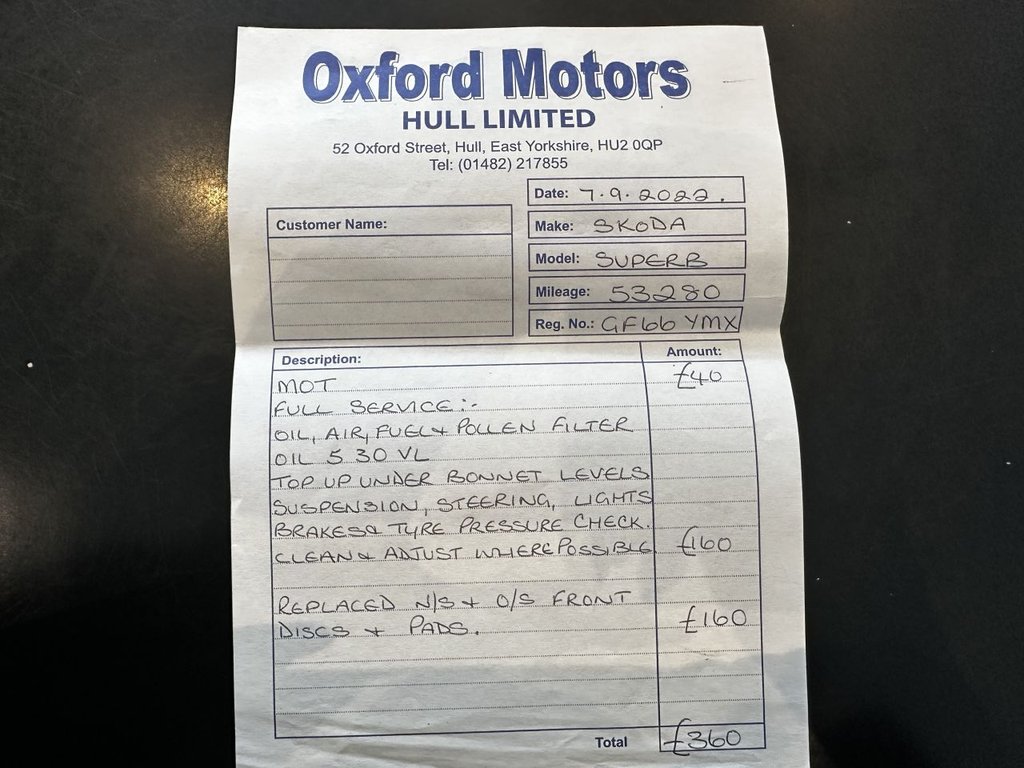 Oxford Motors
HULL LIMITED
52 Oxford Street, Hull, East Yorkshire, HU2 0QP
Tel: (01482) 217855
Customer Name:
Date: 7.9.2022.
Make: SKODA
Model: SUPERB
Mileage: 53280
Reg. No.: GF66 YMX
Description: Amount:
MOT £40
FULL SERVICE:-
OIL, AIR, FUEL + POLLEN FILTER
OIL 5 30 VL
TOP UP UNDER BONNET LEVELS
SUSPENSION, STEERING, LIGHTS
BRAKES & TYRE PRESSURE CHECK.
CLEAN + ADJUST WHERE POSSIBLE £160
REPLACED N/S + O/S FRONT
DISCS + PADS. £160
Total £360